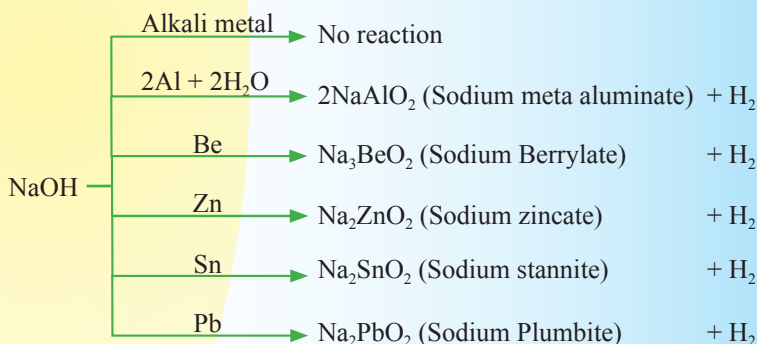 Alkali metal No reaction
2Al + 2H₂O 2NaAlO₂ (Sodium meta aluminate) + H₂
Be Na₃BeO₂ (Sodium Berrylate) + H₂
NaOH
Zn Na₂ZnO₂ (Sodium zincate) + H₂
Sn Na₂SnO₂ (Sodium stannite) + H₂
Pb Na₂PbO₂ (Sodium Plumbite) + H₂